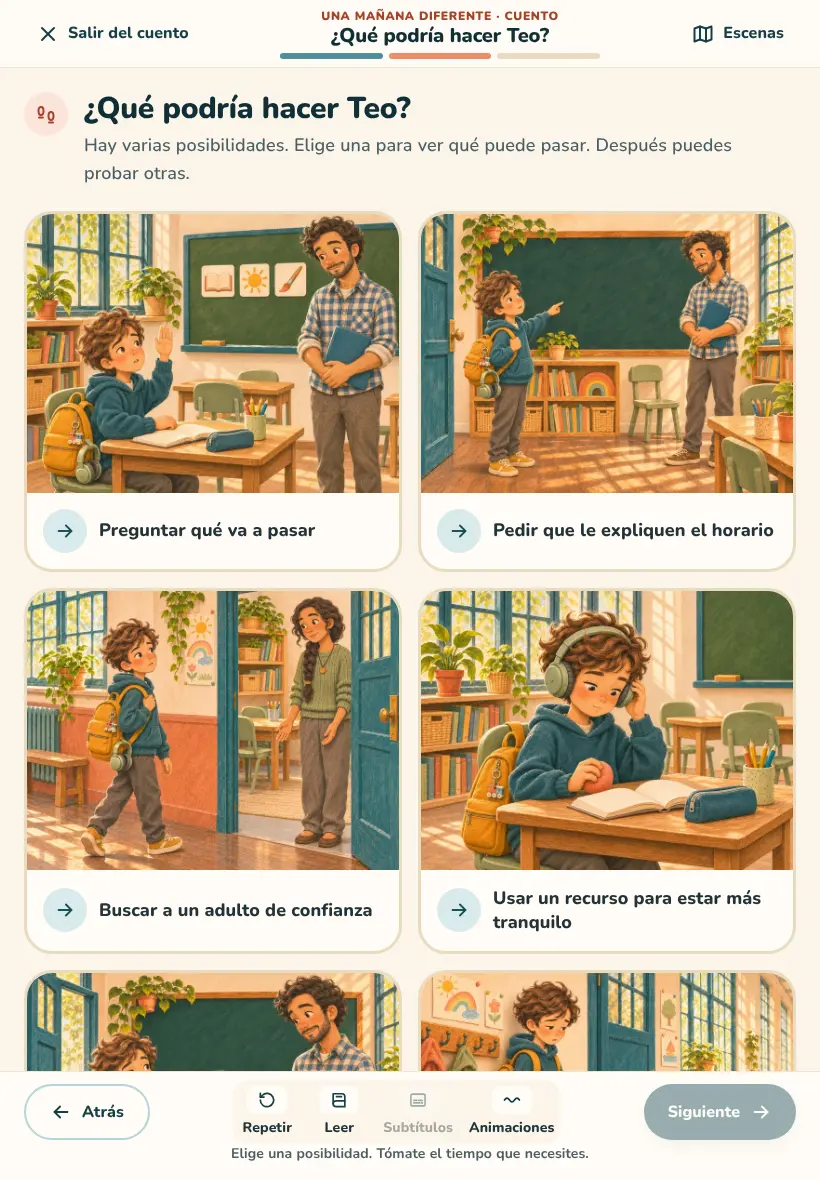 UNA MAÑANA DIFERENTE · CUENTO
Salir del cuento
¿Qué podría hacer Teo?
Escenas
¿Qué podría hacer Teo?
Hay varias posibilidades. Elige una para ver qué puede pasar. Después puedes
probar otras.
Preguntar qué va a pasar
Pedir que le expliquen el horario
Buscar a un adulto de confianza
Usar un recurso para estar más
tranquilo
Atrás
Repetir
Leer
Subtítulos
Animaciones
Siguiente
Elige una posibilidad. Tómate el tiempo que necesites.